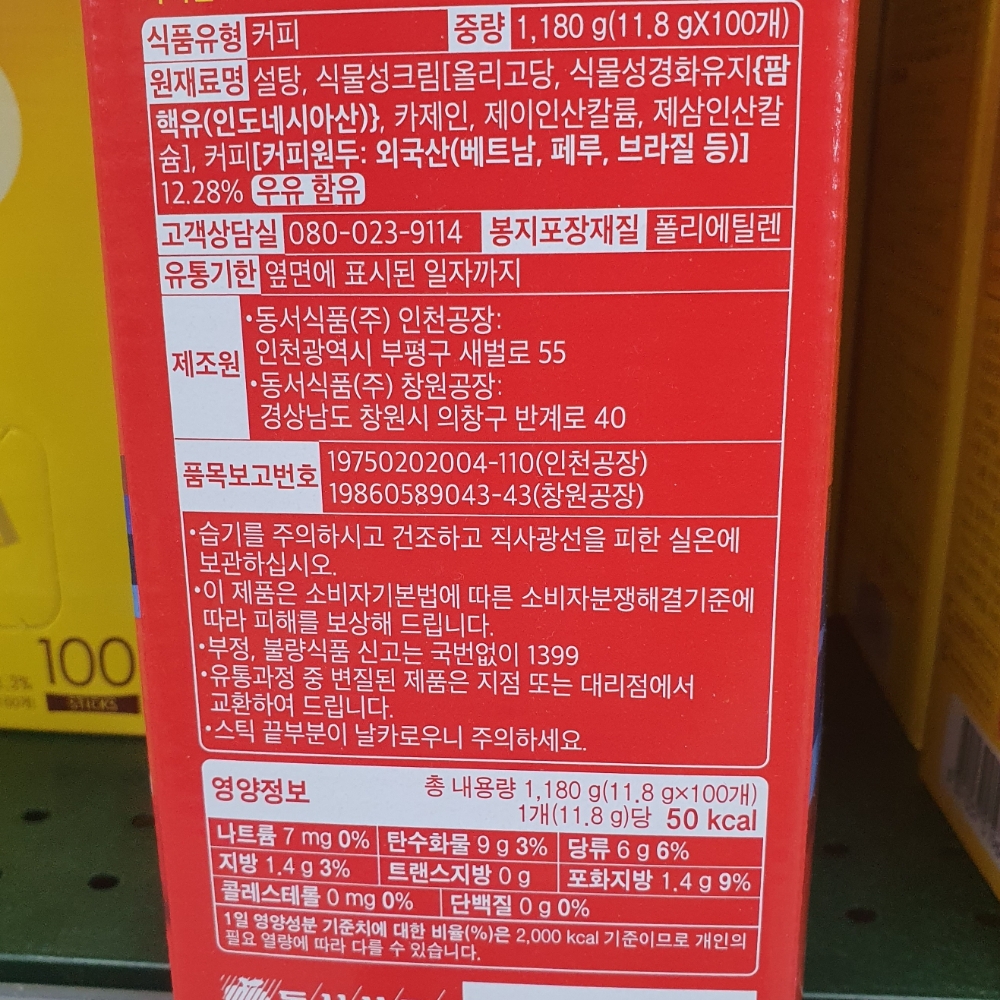 식품유형 커피 중량 1,180 g(11.8 gX100개)
원재료명 설탕, 식물성크림[올리고당, 식물성경화유지{팜
핵유(인도네시아산)}, 카제인, 제이인산칼륨, 제삼인산칼
슘], 커피[커피원두: 외국산(베트남, 페루, 브라질 등)]
12.28% 우유 함유
고객상담실 080-023-9114 봉지포장재질 폴리에틸렌
유통기한 옆면에 표시된 일자까지
제조원
•동서식품(주) 인천공장:
인천광역시 부평구 새벌로 55
•동서식품(주) 창원공장:
경상남도 창원시 의창구 반계로 40
품목보고번호
19750202004-110(인천공장)
19860589043-43(창원공장)
•습기를 주의하시고 건조하고 직사광선을 피한 실온에
보관하십시오.
•이 제품은 소비자기본법에 따른 소비자분쟁해결기준에
따라 피해를 보상해 드립니다.
•부정, 불량식품 신고는 국번없이 1399
•유통과정 중 변질된 제품은 지점 또는 대리점에서
교환하여 드립니다.
•스틱 끝부분이 날카로우니 주의하세요.
영양정보 총 내용량 1,180 g(11.8 g×100개)
1개(11.8 g)당 50 kcal
나트륨 7 mg 0% 탄수화물 9 g 3% 당류 6 g 6%
지방 1.4 g 3% 트랜스지방 0 g 포화지방 1.4 g 9%
콜레스테롤 0 mg 0% 단백질 0 g 0%
1일 영양성분 기준치에 대한 비율(%)은 2,000 kcal 기준이므로 개인의
필요 열량에 따라 다를 수 있습니다.
100
STICKS